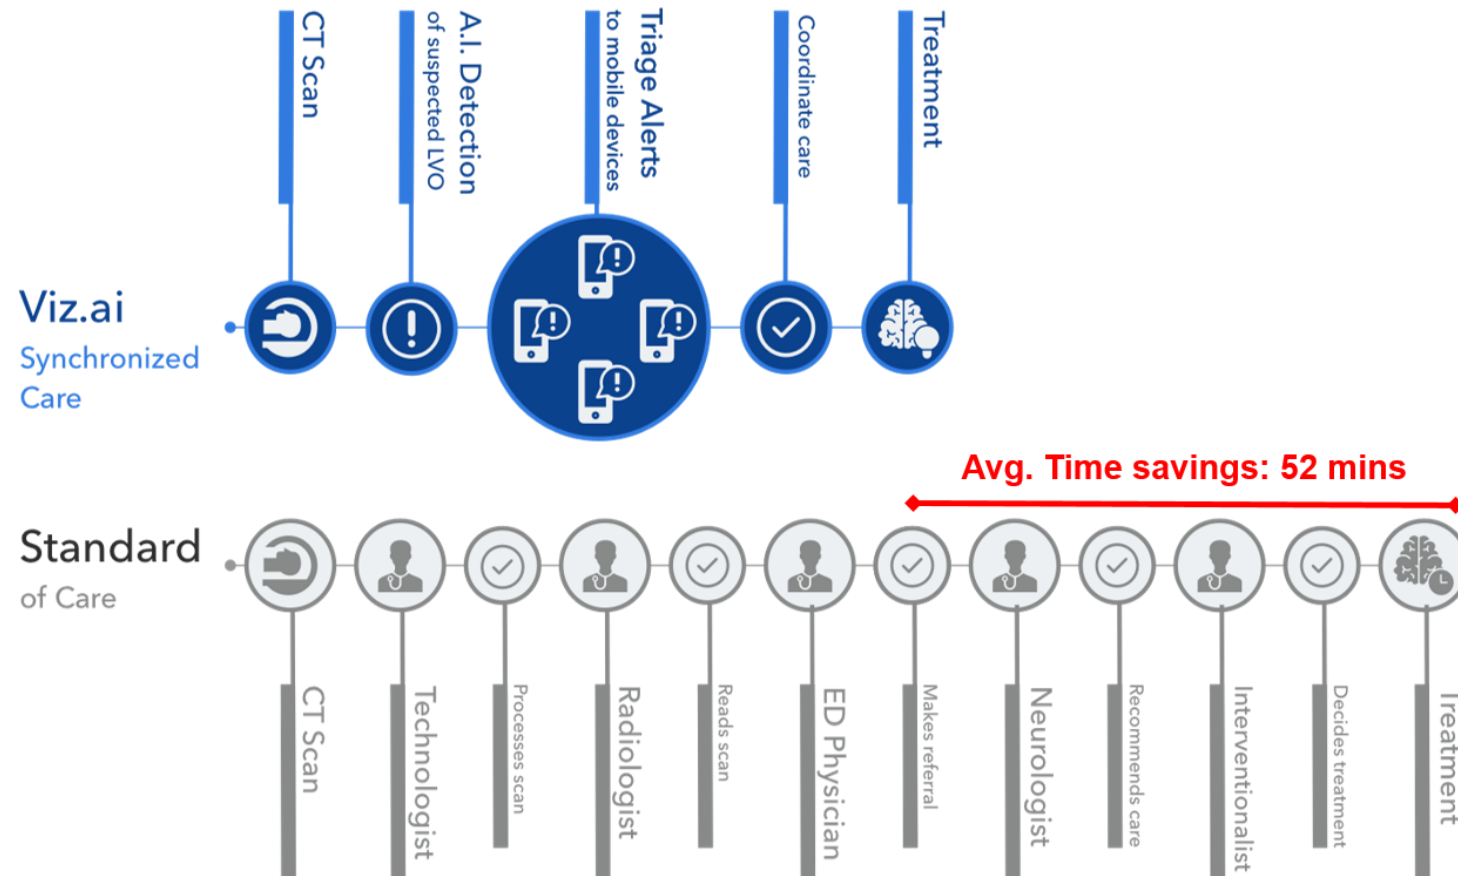 CT Scan
A.I. Detection
of suspected LVO
Triage Alerts
to mobile devices
Coordinate care
Treatment
Viz.ai
Synchronized
Care
Avg. Time savings: 52 mins
Standard
of Care
CT Scan
Technologist
Processes scan
Radiologist
Reads scan
ED Physician
Makes referral
Neurologist
Recommends care
Interventionalist
Decides treatment
Treatment